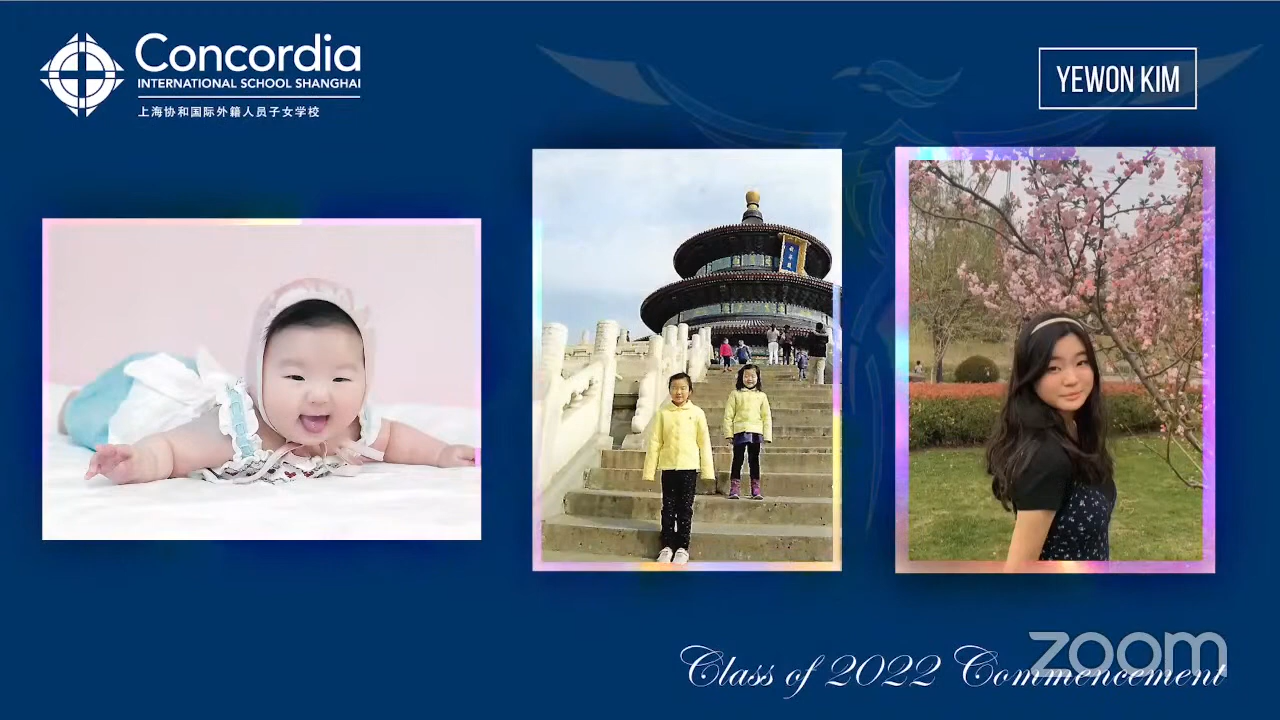 Concordia
INTERNATIONAL SCHOOL SHANGHAI
上海协和国际外籍人员子女学校
YEWON KIM
zoom
Class of 2022 Commencement